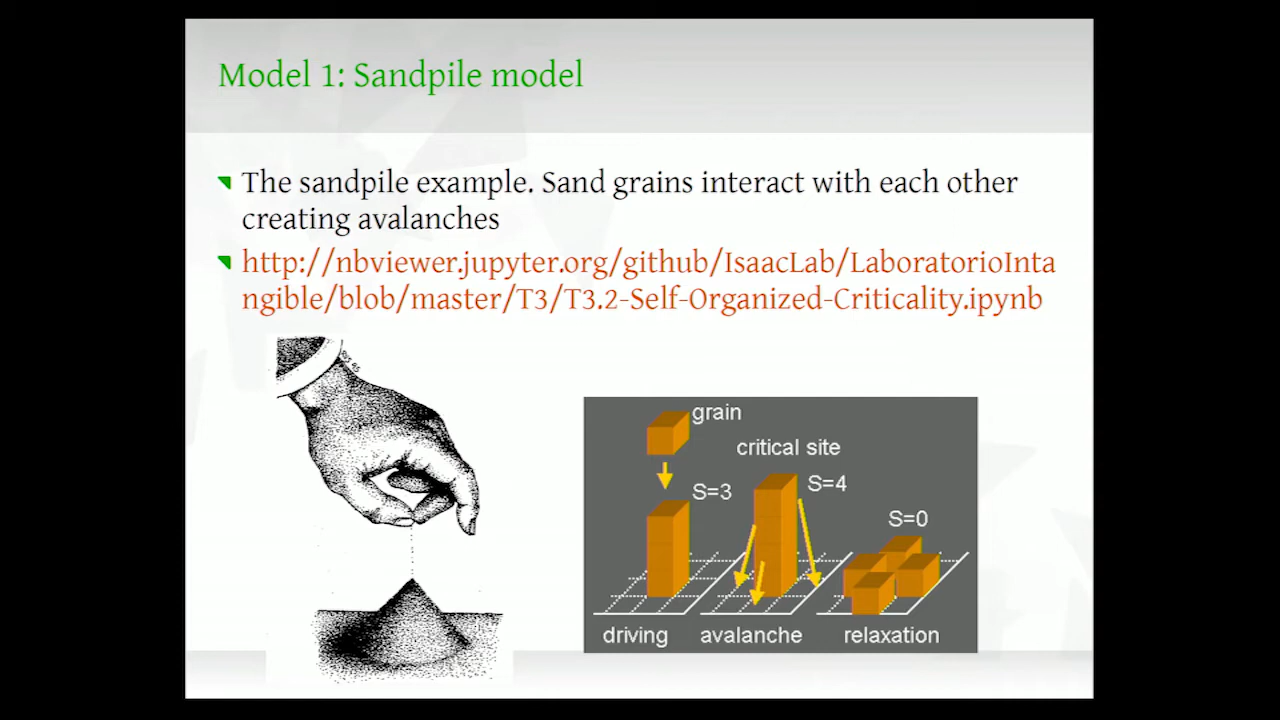 Model 1: Sandpile model
The sandpile example. Sand grains interact with each other
creating avalanches
http://nbviewer.jupyter.org/github/IsaacLab/LaboratorioInta
ngible/blob/master/T3/T3.2-Self-Organized-Criticality.ipynb
grain
critical site
S=3
S=4
S=0
driving
avalanche
relaxation